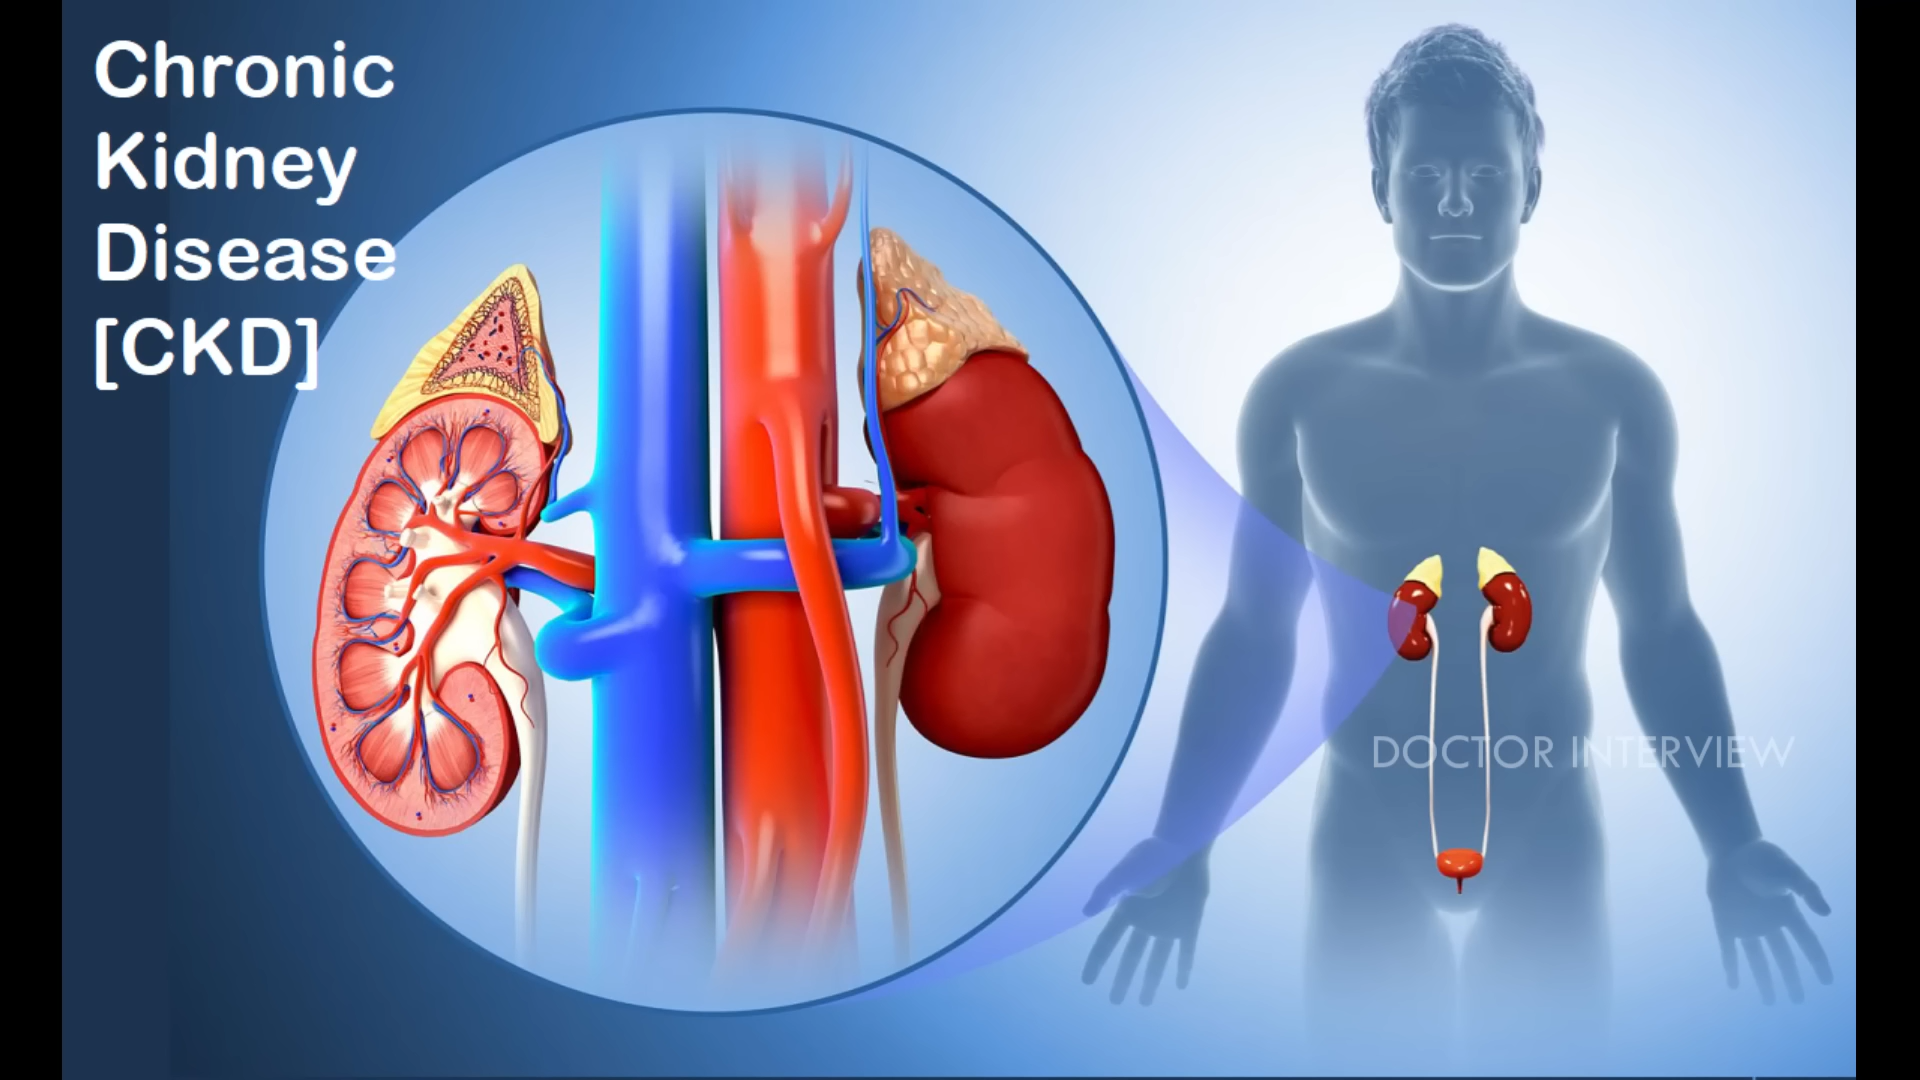 Chronic
Kidney
Disease
[CKD]
DOCTOR INTERVIEW